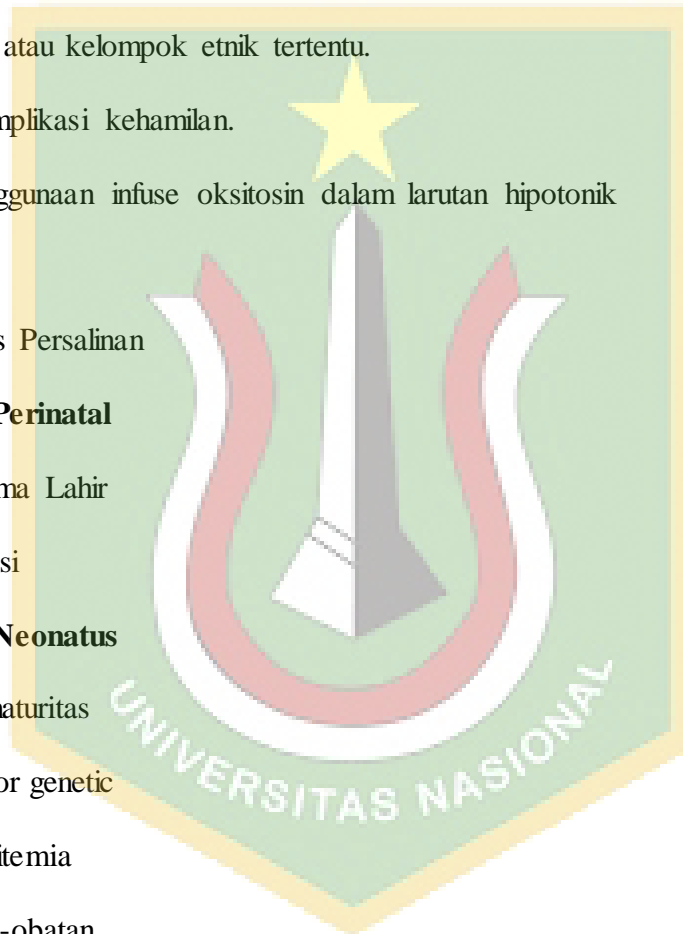 atau kelompok etnik tertentu.
mplikasi kehamilan.
ggunaan infuse oksitosin dalam larutan hipotonik
s Persalinan
Perinatal
ma Lahir
si
Neonatus
naturitas
or genetic
itemia
-obatan
UNIVERSITAS NASIONAL